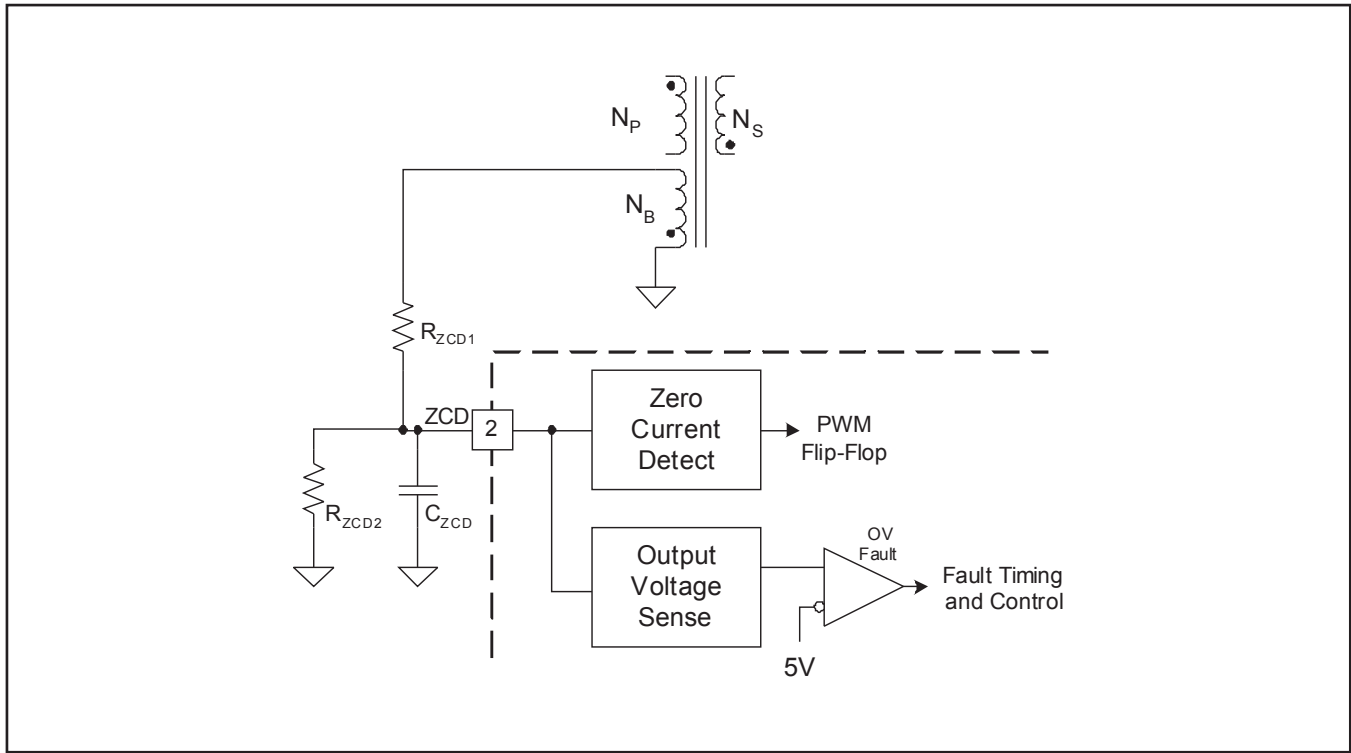 N_P
N_S
N_B
R_ZCD1
ZCD
2
Zero
Current
Detect
PWM
Flip-Flop
R_ZCD2
C_ZCD
Output
Voltage
Sense
OV
Fault
Fault Timing
and Control
5V